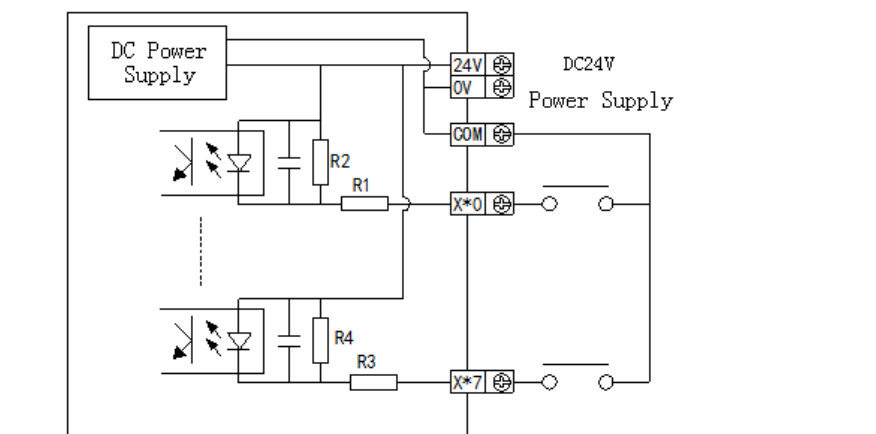 DC Power
Supply
24V
DC24V
0V
Power Supply
COM
R2
R1
X*0
R4
R3
X*7